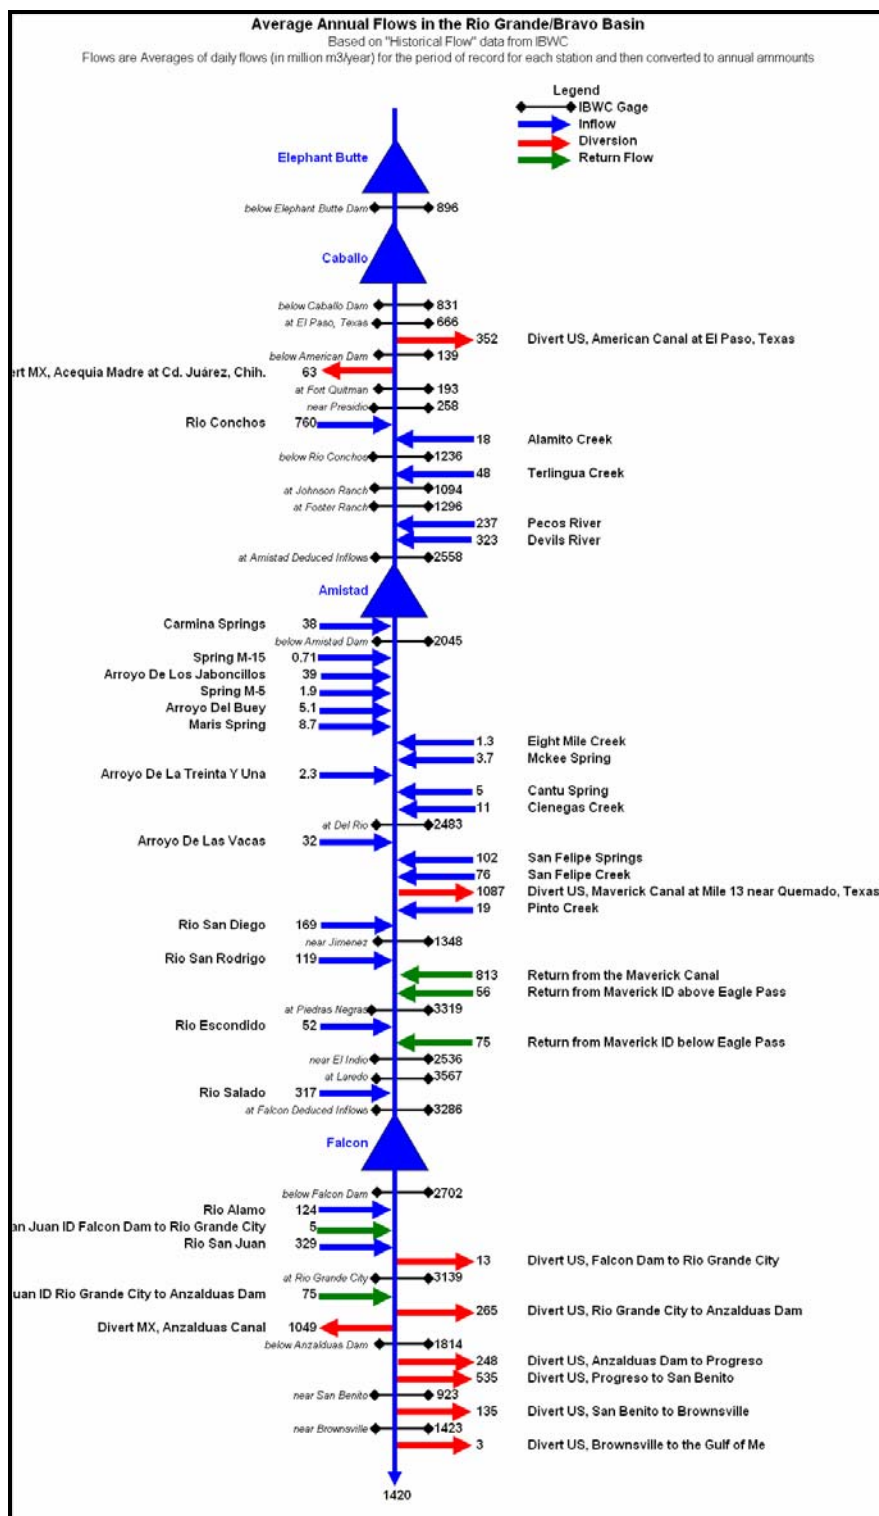 Average Annual Flows in the Rio Grande/Bravo Basin
Based on "Historical Flow" data from IBWC
Flows are Averages of daily flows (in million m3/year) for the period of record for each station and then converted to annual ammounts
Legend
IBWC Gage
Inflow
Diversion
Return Flow
Elephant Butte
below Elephant Butte Dam 896
Caballo
below Caballo Dam 831
at El Paso, Texas 666
352 Divert US, American Canal at El Paso, Texas
below American Dam 139
ert MX, Acequia Madre at Cd. Juárez, Chih. 63
at Fort Quitman 193
near Presidio 258
Rio Conchos 760
18 Alamito Creek
below Rio Conchos 1236
48 Terlingua Creek
at Johnson Ranch 1094
at Foster Ranch 1296
237 Pecos River
323 Devils River
at Amistad Deduced Inflows 2558
Amistad
Carmina Springs 38
below Amistad Dam 2045
Spring M-15 0.71
Arroyo De Los Jaboncillos 39
Spring M-5 1.9
Arroyo Del Buey 5.1
Maris Spring 8.7
1.3 Eight Mile Creek
3.7 Mckee Spring
Arroyo De La Treinta Y Una 2.3
5 Cantu Spring
11 Cienegas Creek
at Del Rio 2483
Arroyo De Las Vacas 32
102 San Felipe Springs
76 San Felipe Creek
1087 Divert US, Maverick Canal at Mile 13 near Quemado, Texas
19 Pinto Creek
Rio San Diego 169
near Jimenez 1348
Rio San Rodrigo 119
813 Return from the Maverick Canal
56 Return from Maverick ID above Eagle Pass
at Piedras Negras 3319
Rio Escondido 52
75 Return from Maverick ID below Eagle Pass
near El Indio 2536
at Laredo 3567
Rio Salado 317
at Falcon Deduced Inflows 3286
Falcon
below Falcon Dam 2702
Rio Alamo 124
an Juan ID Falcon Dam to Rio Grande City 5
Rio San Juan 329
13 Divert US, Falcon Dam to Rio Grande City
at Rio Grande City 3139
uan ID Rio Grande City to Anzalduas Dam 75
265 Divert US, Rio Grande City to Anzalduas Dam
Divert MX, Anzalduas Canal 1049
below Anzalduas Dam 1814
248 Divert US, Anzalduas Dam to Progreso
535 Divert US, Progreso to San Benito
near San Benito 923
135 Divert US, San Benito to Brownsville
near Brownsville 1423
3 Divert US, Brownsville to the Gulf of Me
1420